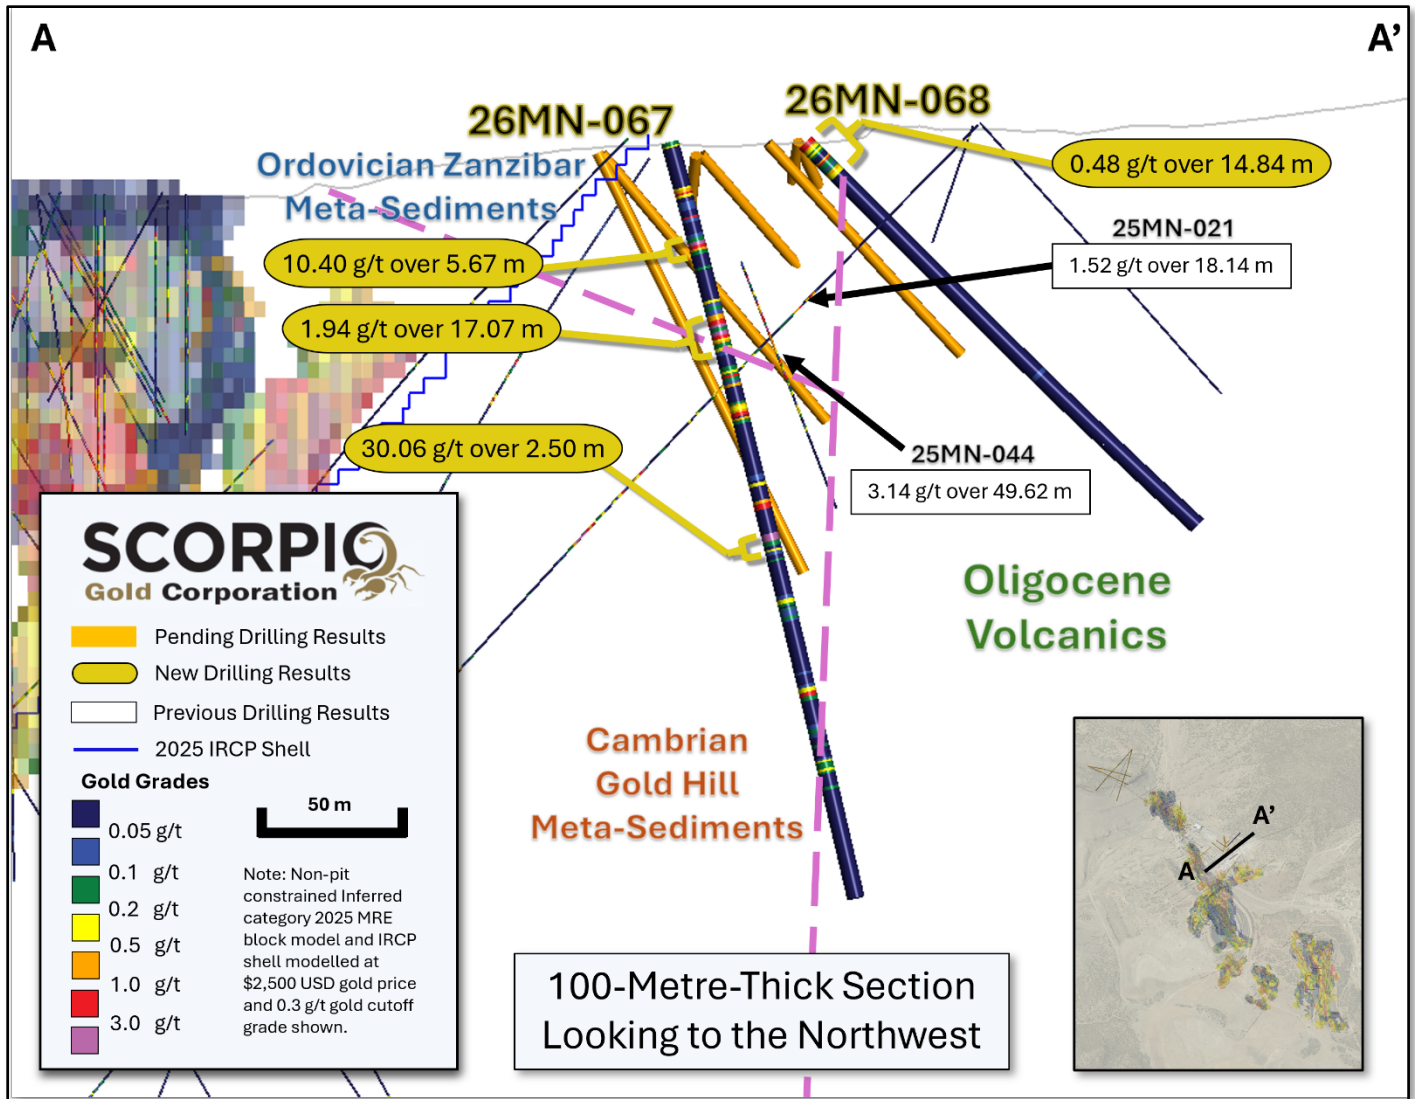 A
A’
26MN-067
26MN-068
Ordovician Zanzibar
Meta-Sediments
0.48 g/t over 14.84 m
25MN-021
1.52 g/t over 18.14 m
10.40 g/t over 5.67 m
1.94 g/t over 17.07 m
30.06 g/t over 2.50 m
25MN-044
3.14 g/t over 49.62 m
Oligocene
Volcanics
Cambrian
Gold Hill
Meta-Sediments
SCORPIO
Gold Corporation
Pending Drilling Results
New Drilling Results
Previous Drilling Results
2025 IRCP Shell
Gold Grades
0.05 g/t
0.1 g/t
0.2 g/t
0.5 g/t
1.0 g/t
3.0 g/t
50 m
Note: Non-pit
constrained Inferred
category 2025 MRE
block model and IRCP
shell modelled at
$2,500 USD gold price
and 0.3 g/t gold cutoff
grade shown.
100-Metre-Thick Section
Looking to the Northwest
A’
A